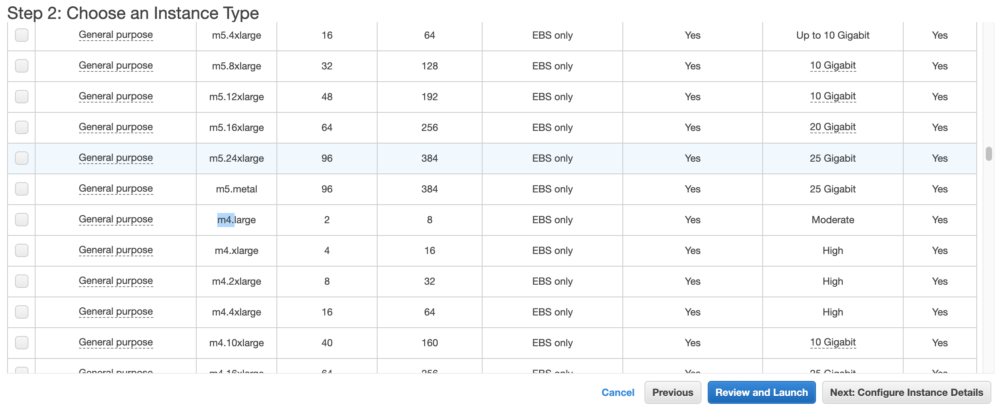 Step 2: Choose an Instance Type
General purpose m5.4xlarge 16 64 EBS only Yes Up to 10 Gigabit Yes
General purpose m5.8xlarge 32 128 EBS only Yes 10 Gigabit Yes
General purpose m5.12xlarge 48 192 EBS only Yes 10 Gigabit Yes
General purpose m5.16xlarge 64 256 EBS only Yes 20 Gigabit Yes
General purpose m5.24xlarge 96 384 EBS only Yes 25 Gigabit Yes
General purpose m5.metal 96 384 EBS only Yes 25 Gigabit Yes
General purpose m4.large 2 8 EBS only Yes Moderate Yes
General purpose m4.xlarge 4 16 EBS only Yes High Yes
General purpose m4.2xlarge 8 32 EBS only Yes High Yes
General purpose m4.4xlarge 16 64 EBS only Yes High Yes
General purpose m4.10xlarge 40 160 EBS only Yes 10 Gigabit Yes
General purpose m4.16xlarge 64 256 EBS only Yes 25 Gigabit Yes
Cancel Previous Review and Launch Next: Configure Instance Details